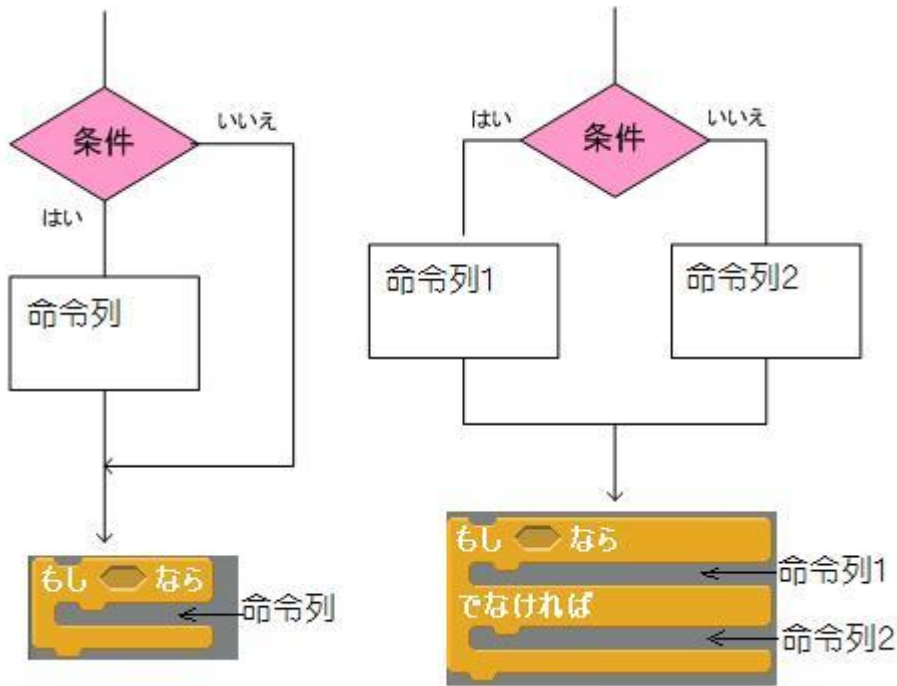 いいえ
条件
はい
命令列
もし なら
命令列
はい
いいえ
条件
命令列1
命令列2
もし なら
命令列1
でなければ
命令列2